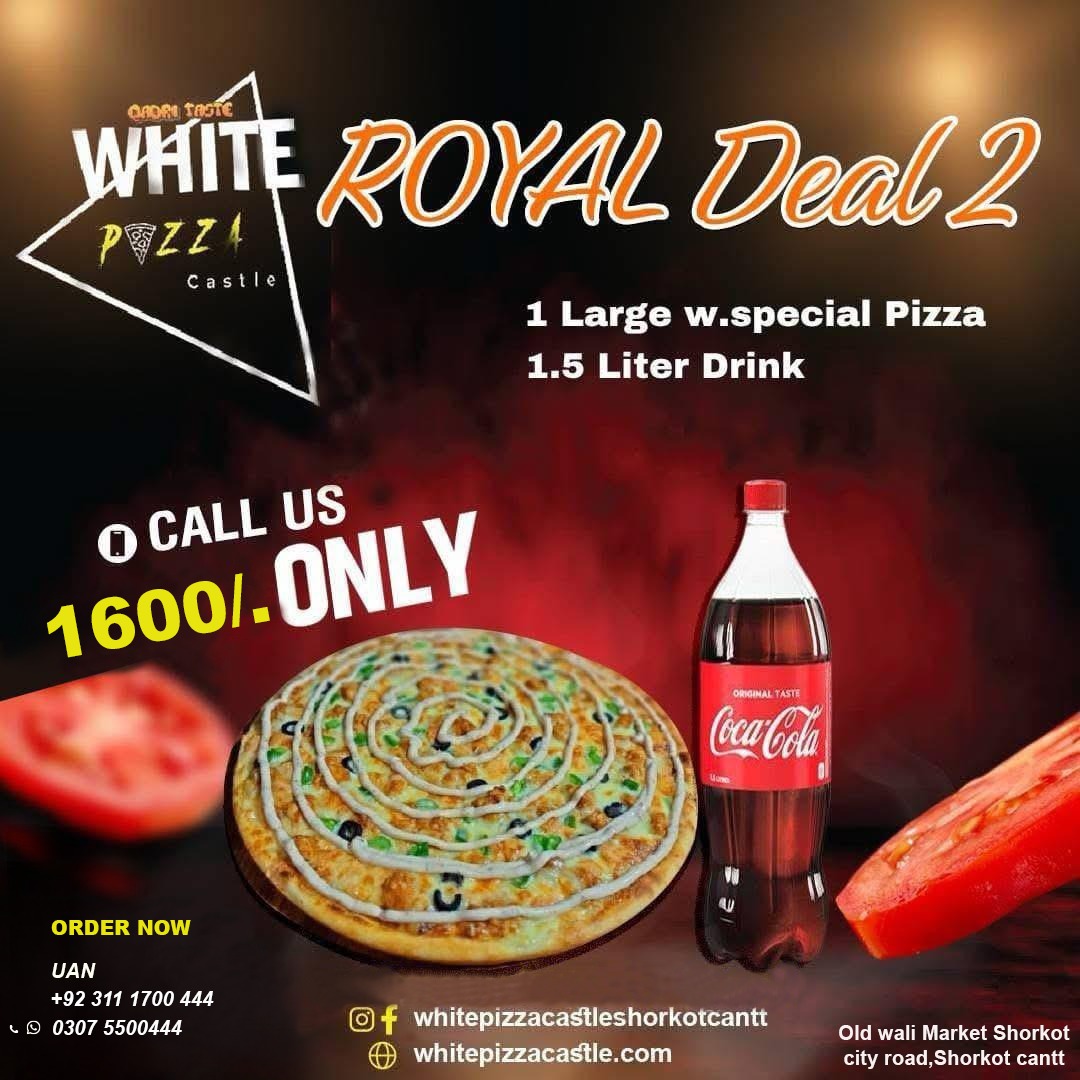 QADRI TASTE
WHITE
PIZZA
Castle
ROYAL Deal 2
1 Large w.special Pizza
1.5 Liter Drink
CALL US
1600/. ONLY
ORIGINAL TASTE
Coca-Cola
ORDER NOW
UAN
+92 311 1700 444
0307 5500444
whitepizzacastleshorkotcantt
whitepizzacastle.com
Old wali Market Shorkot
city road,Shorkot cantt